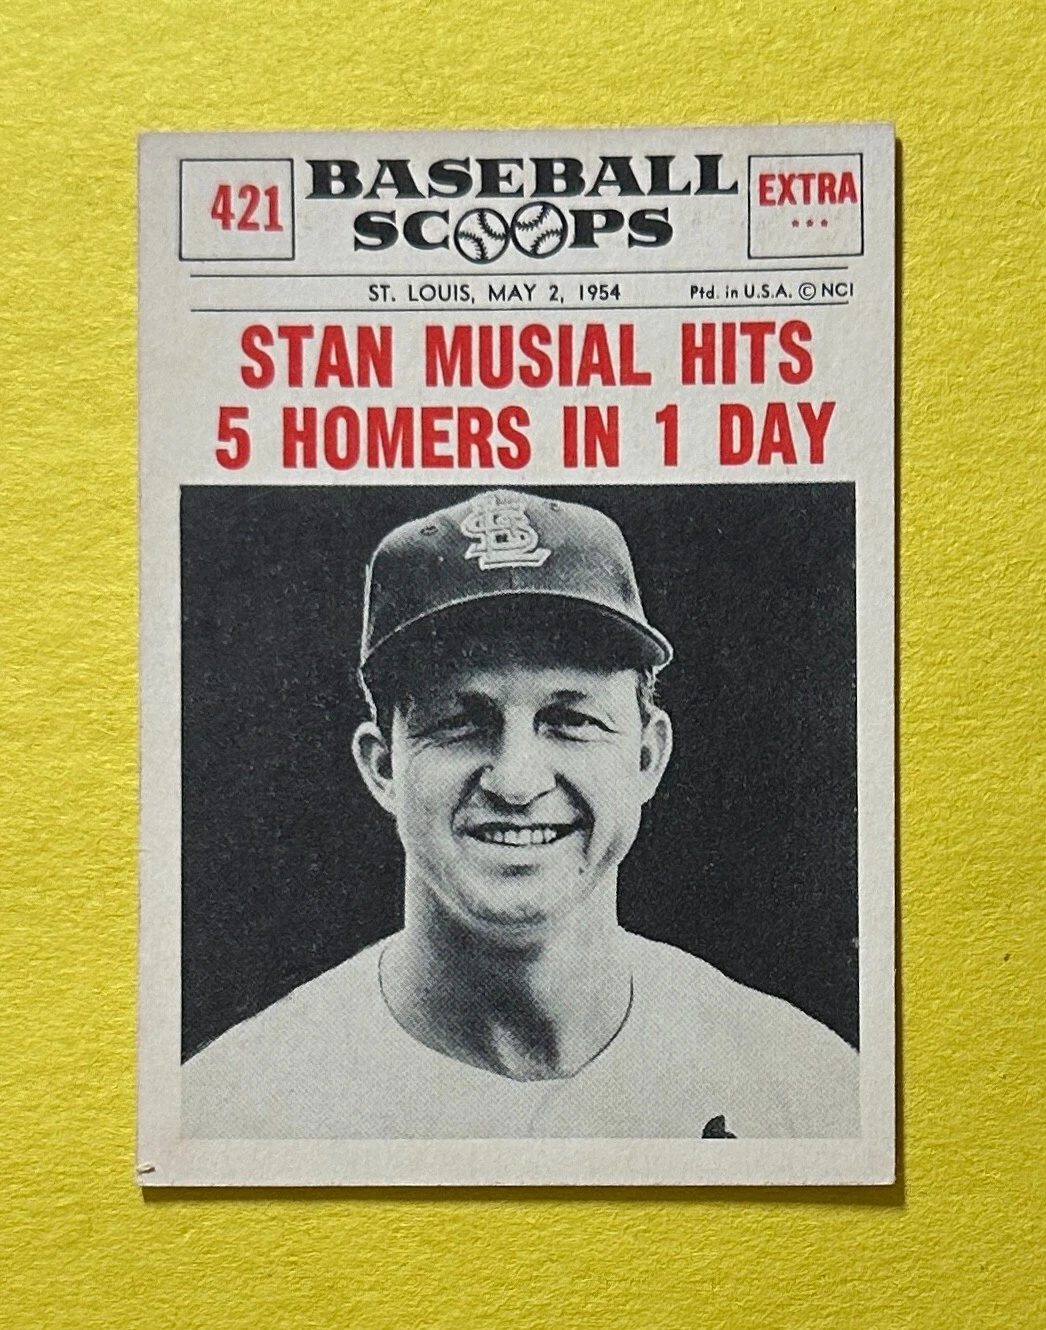 421
BASEBALL
SCOOPS
EXTRA
***
ST. LOUIS, MAY 2, 1954
Ptd. in U.S.A. © NCI
STAN MUSIAL HITS
5 HOMERS IN 1 DAY
STL